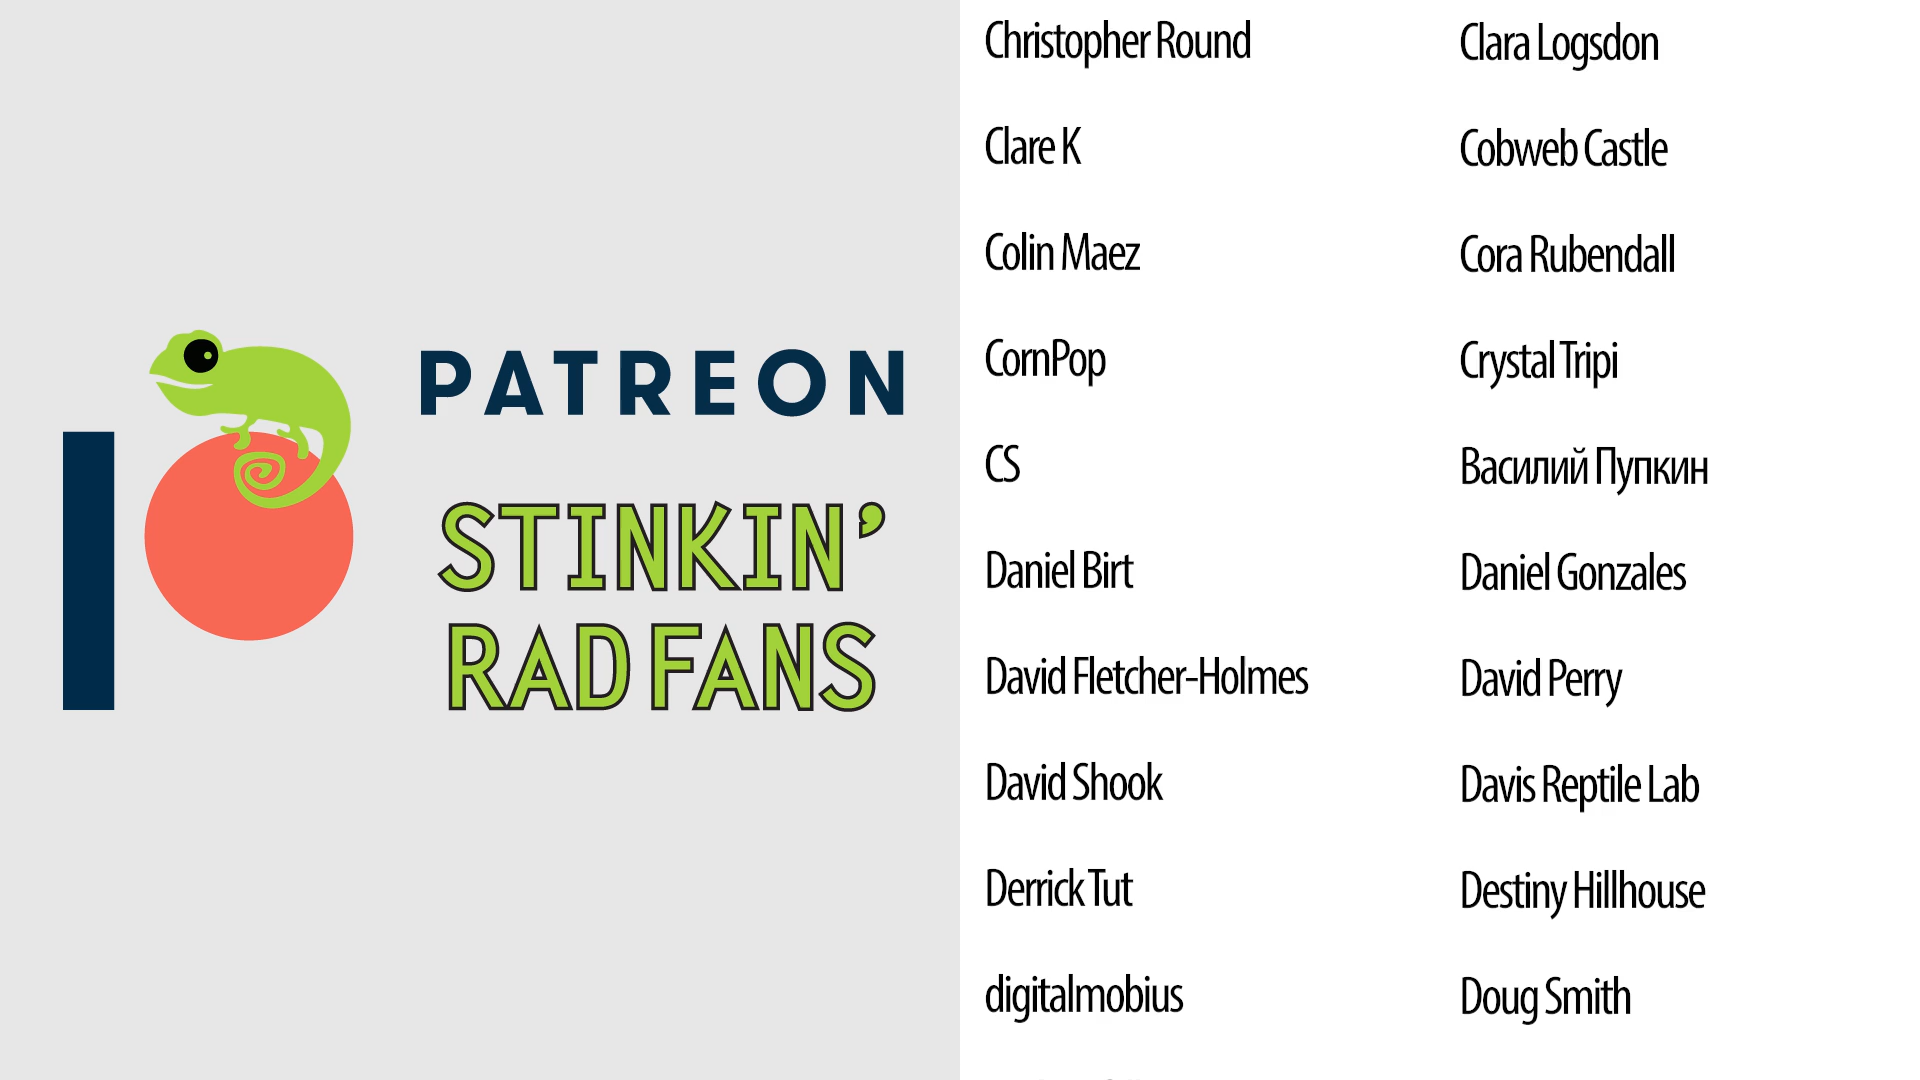 PATREON
STINKIN’
RAD FANS
Christopher Round
Clara Logsdon
Clare K
Cobweb Castle
Colin Maez
Cora Rubendall
CornPop
Crystal Tripi
CS
Василий Пупкин
Daniel Birt
Daniel Gonzales
David Fletcher-Holmes
David Perry
David Shook
Davis Reptile Lab
Derrick Tut
Destiny Hillhouse
digitalmobius
Doug Smith